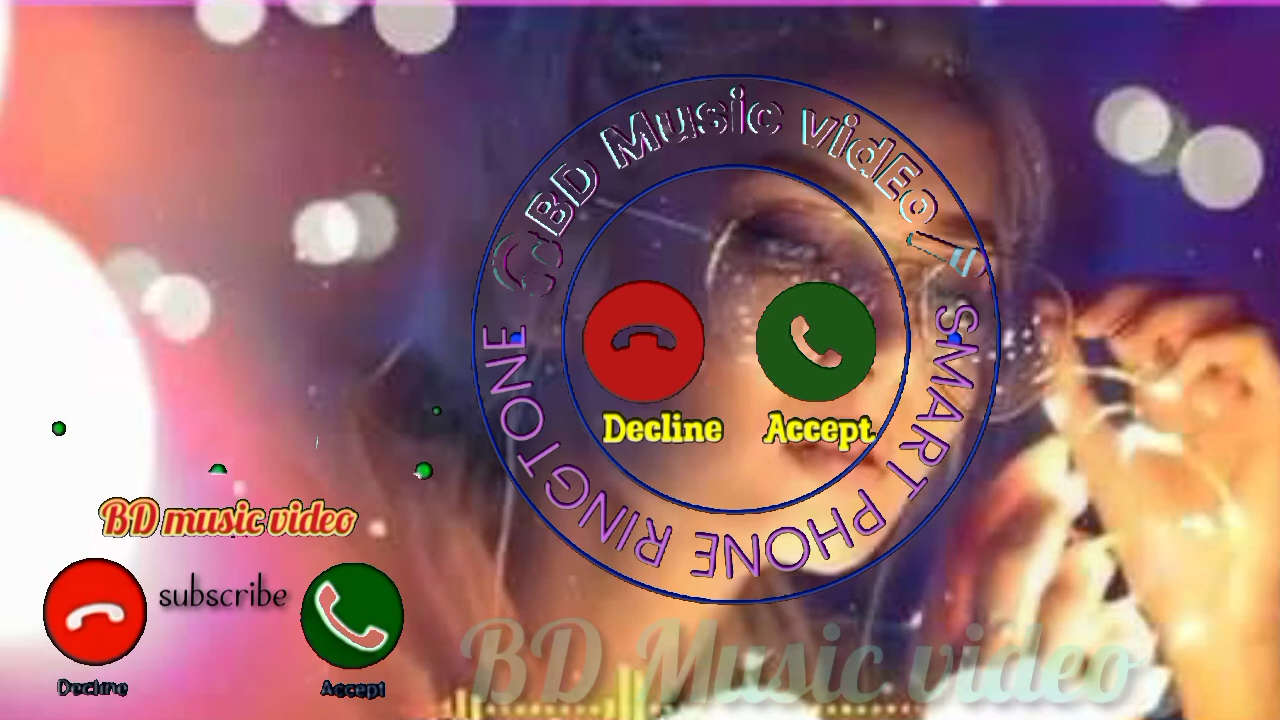 BD Music vidEo
SMART PHONE RINGTONE
Decline
Accept
BD music video
subscribe
Decline
Accept
BD Music video